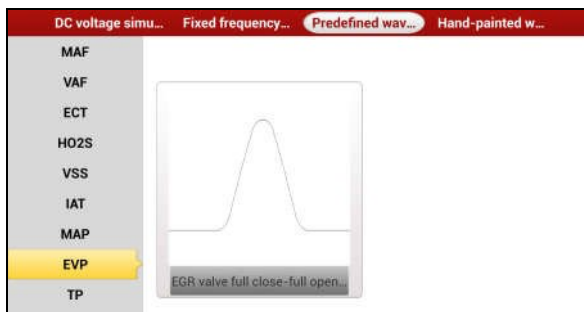 DC voltage simu... Fixed frequency... Predefined wav... Hand-painted w...
MAF
VAF
ECT
HO2S
VSS
IAT
MAP
EVP
TP
EGR valve full close-full open...